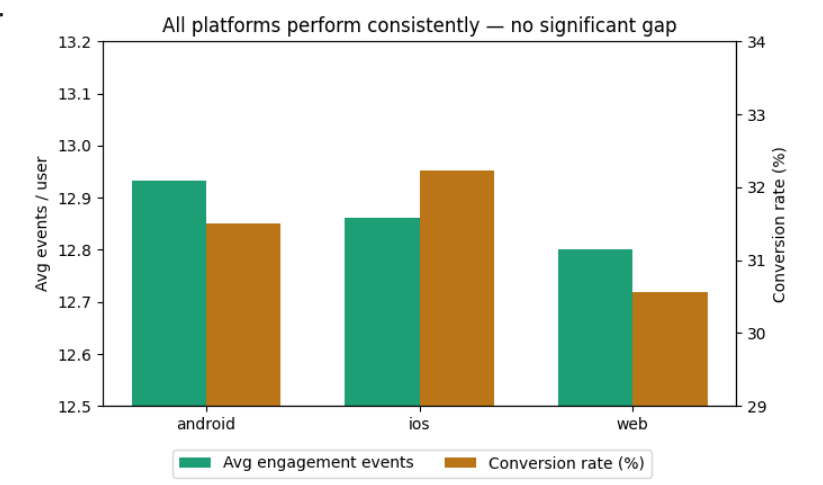 All platforms perform consistently — no significant gap
13.2
13.1
13.0
12.9
12.8
12.7
12.6
12.5
Avg events / user
34
33
32
31
30
29
Conversion rate (%)
android ios web
Avg engagement events Conversion rate (%)